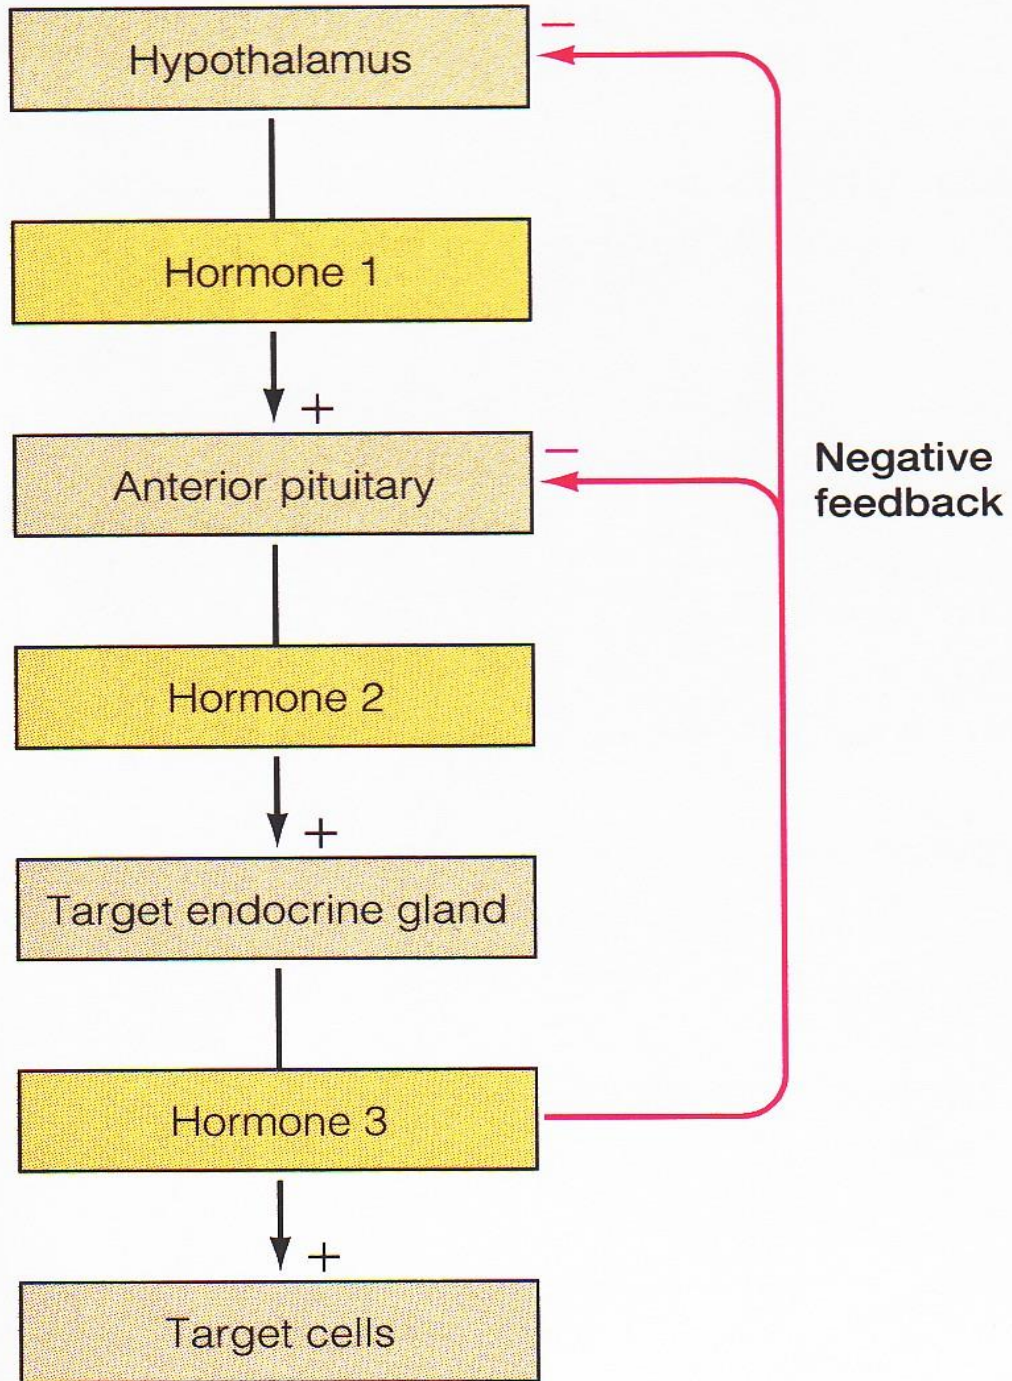 −
Hypothalamus
Hormone 1
+
−
Anterior pituitary
Negative
feedback
Hormone 2
+
Target endocrine gland
Hormone 3
+
Target cells